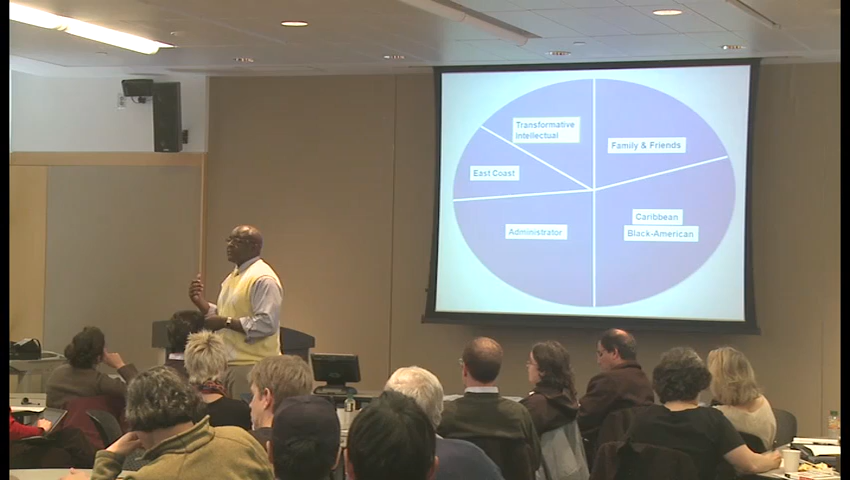 Transformative
Intellectual
Family & Friends
East Coast
Caribbean
Black-American
Administrator